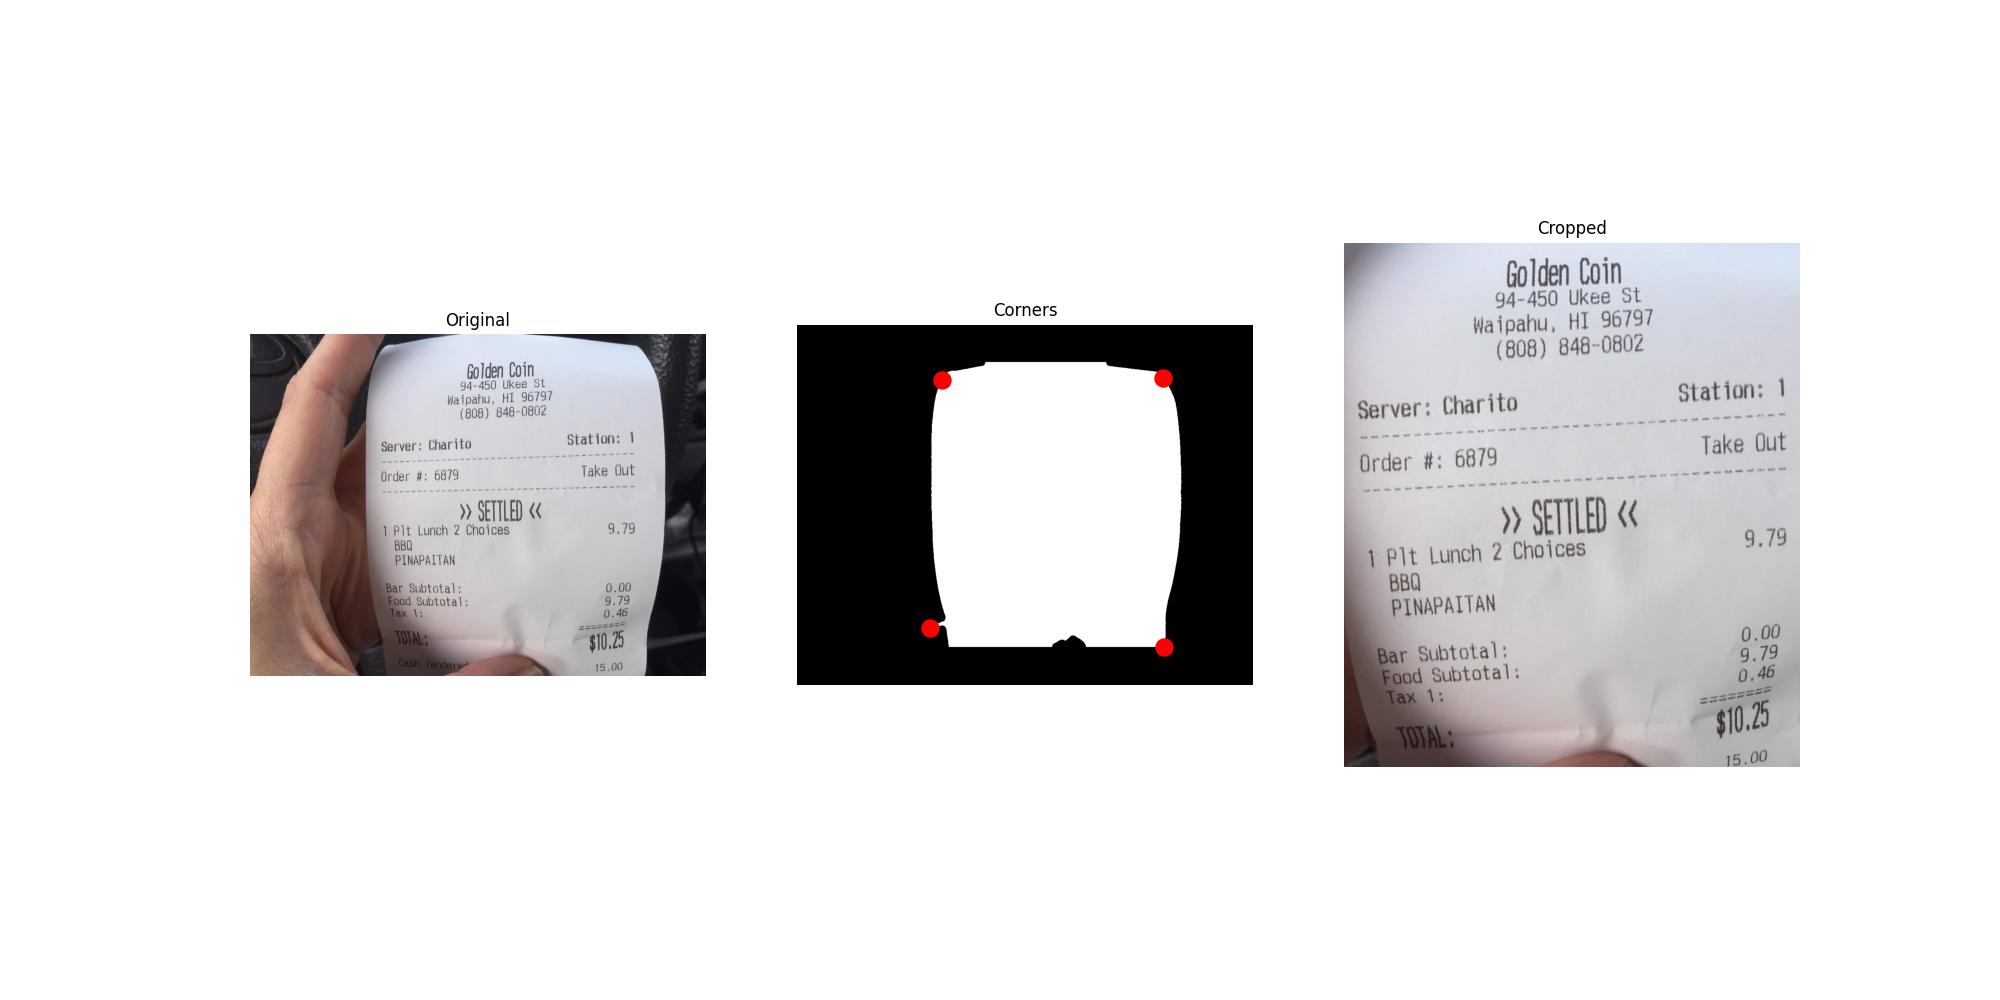 Original
Golden Coin
94-450 Ukee St
Waipahu, HI 96797
(808) 848-0802
Server: Charito Station: 1
Order #: 6879 Take Out
>> SETTLED <<
1 Plt Lunch 2 Choices 9.79
BBQ
PINAPAITAN
Bar Subtotal: 0.00
Food Subtotal: 9.79
Tax 1: 0.46
========
TOTAL: $10.25
Cash Tendered 15.00
Corners
Cropped
Golden Coin
94-450 Ukee St
Waipahu, HI 96797
(808) 848-0802
Server: Charito Station: 1
Order #: 6879 Take Out
>> SETTLED <<
1 Plt Lunch 2 Choices 9.79
BBQ
PINAPAITAN
Bar Subtotal: 0.00
Food Subtotal: 9.79
Tax 1: 0.46
========
TOTAL: $10.25
15.00